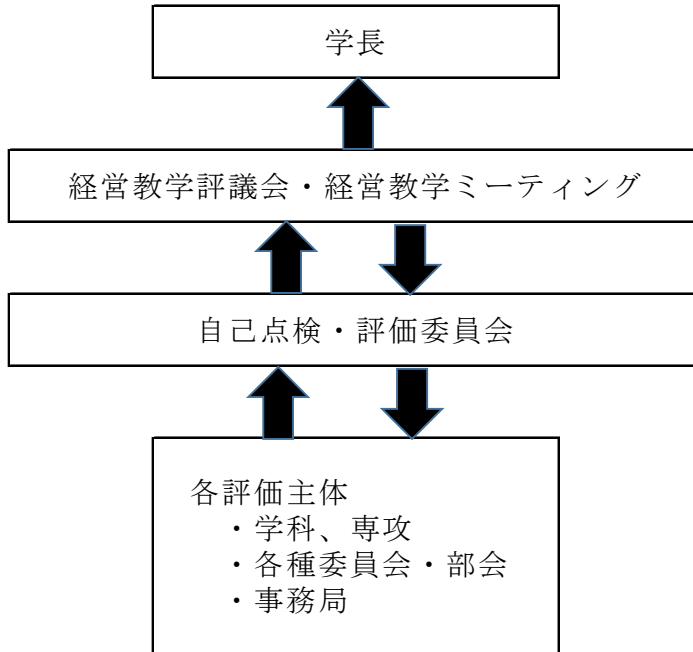 学長
経営教学評議会・経営教学ミーティング
自己点検・評価委員会
各評価主体
・学科、専攻
・各種委員会・部会
・事務局